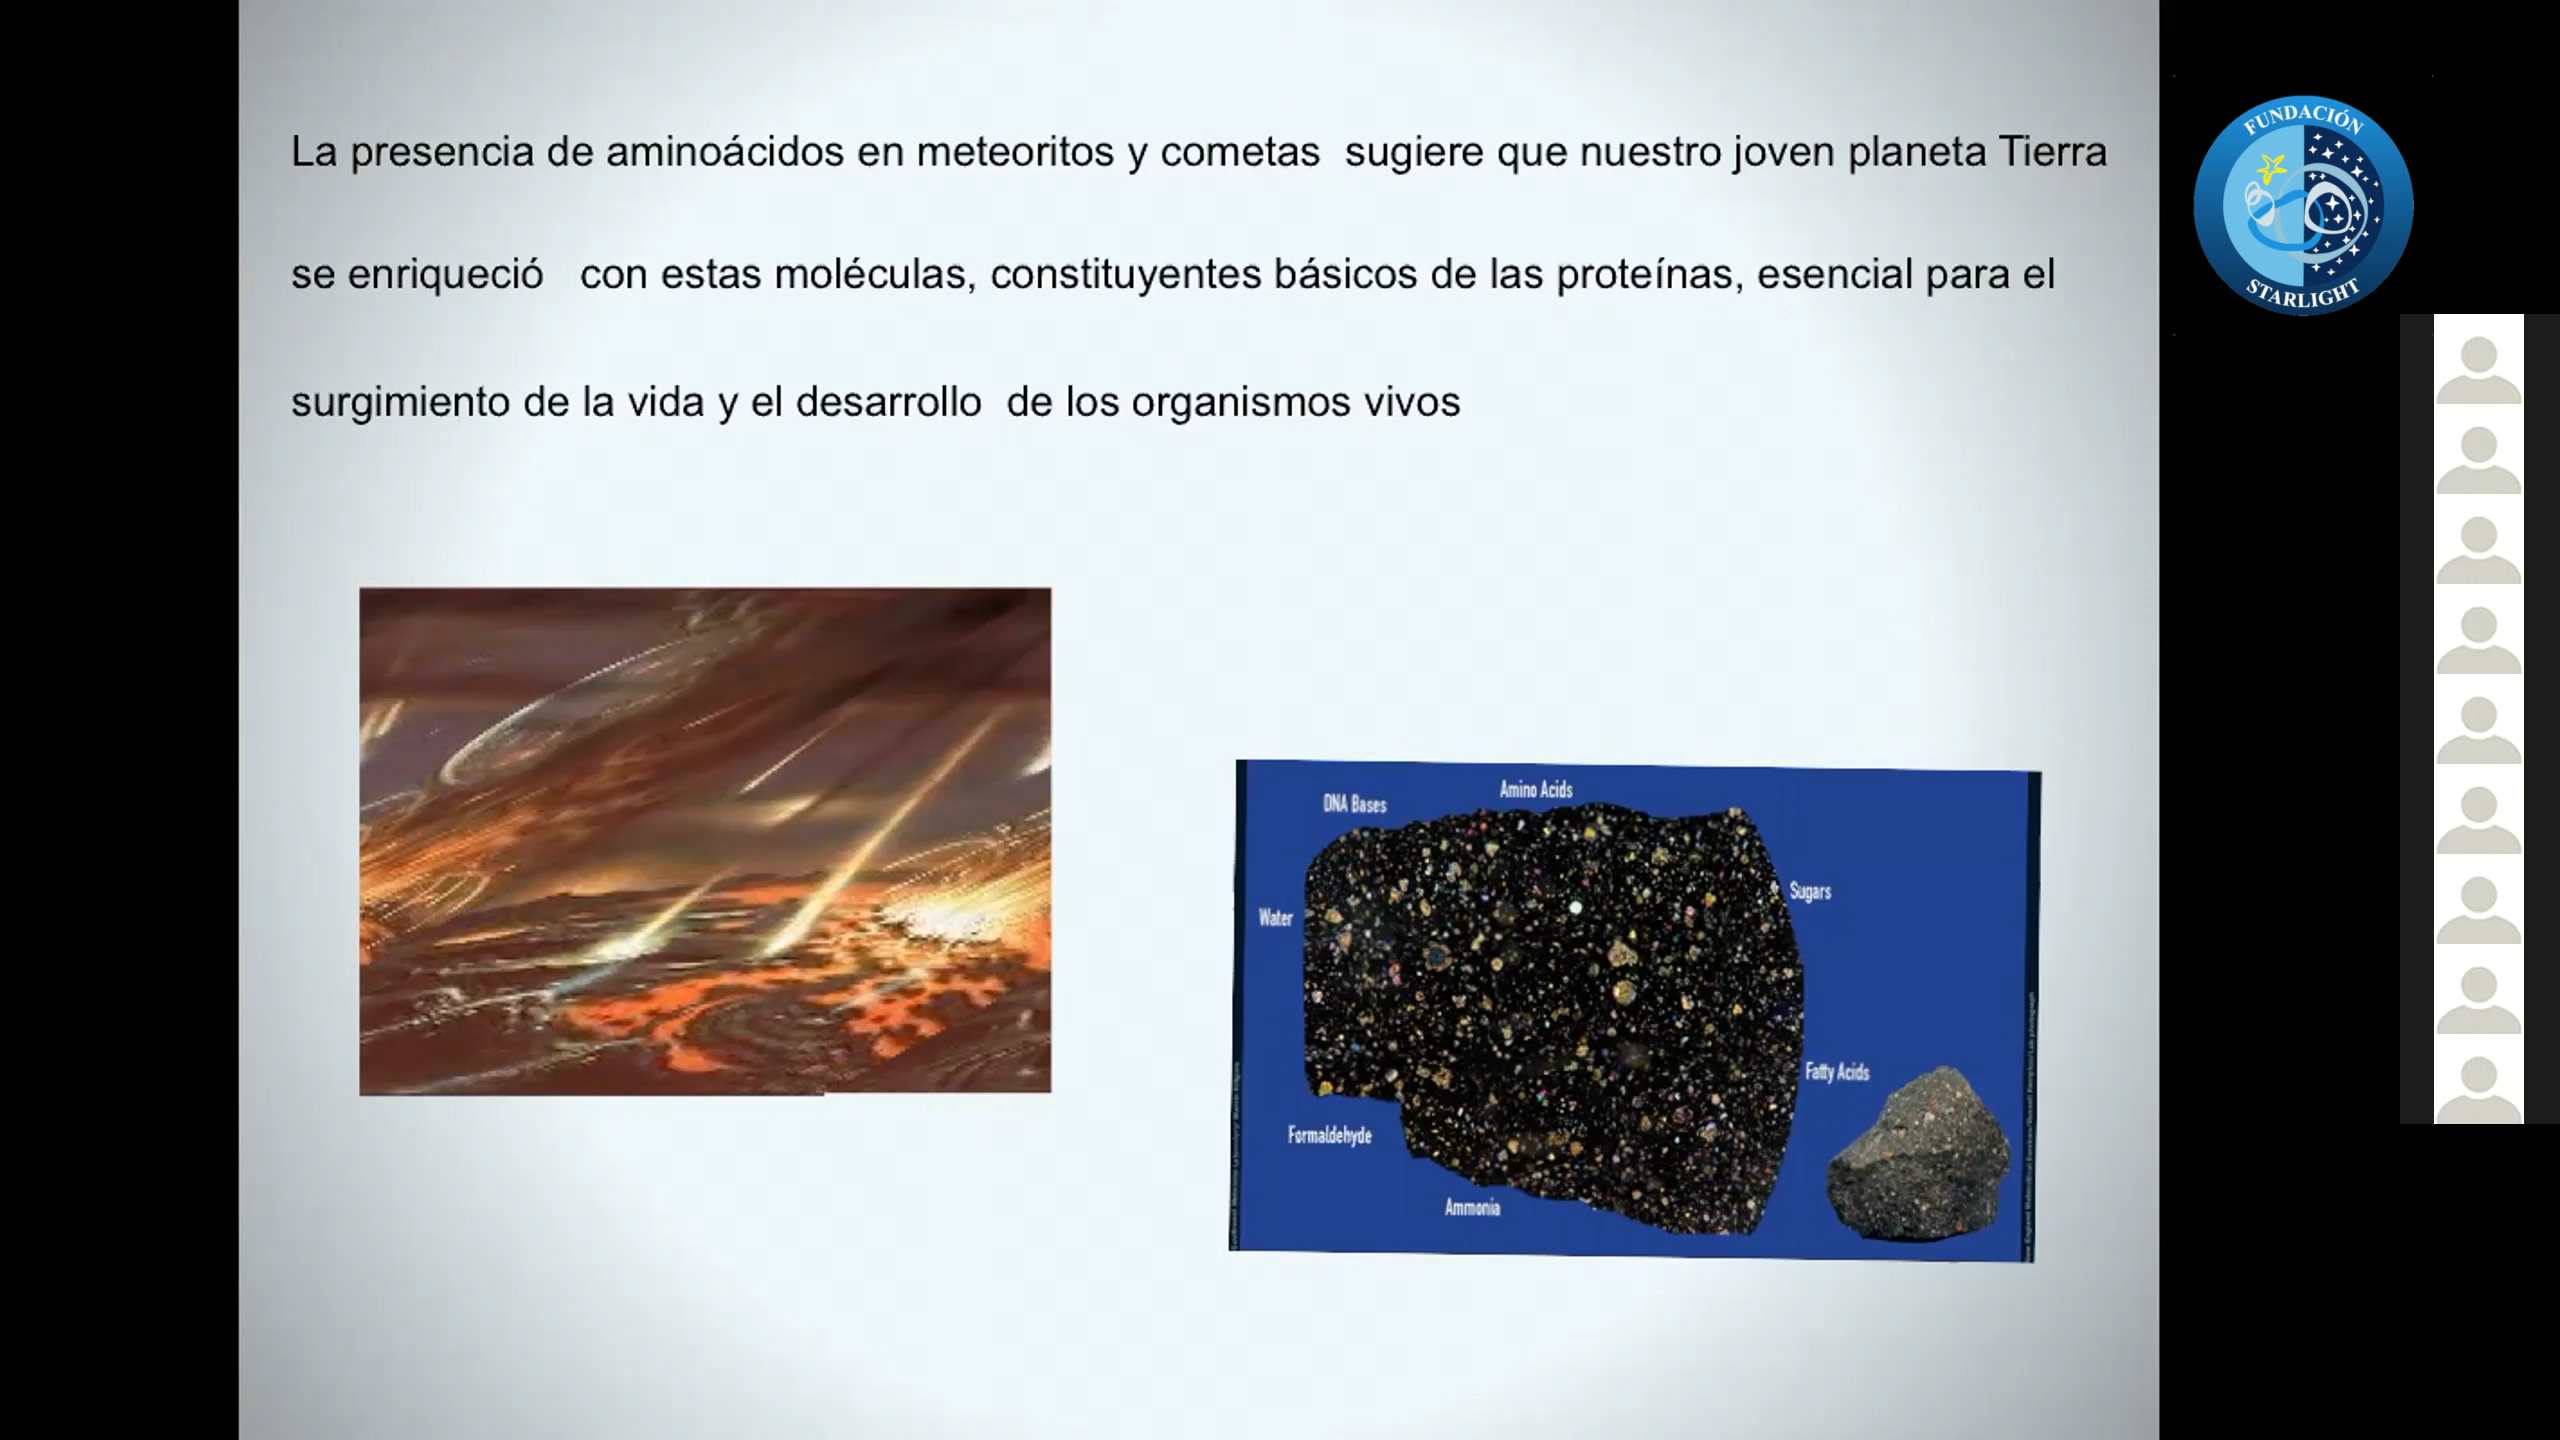 La presencia de aminoácidos en meteoritos y cometas  sugiere que nuestro joven planeta Tierra
se enriqueció   con estas moléculas, constituyentes básicos de las proteínas, esencial para el
surgimiento de la vida y el desarrollo  de los organismos vivos
FUNDACIÓN
STARLIGHT
Amino Acids
DNA Bases
Sugars
Water
Fatty Acids
Formaldehyde
Ammonia